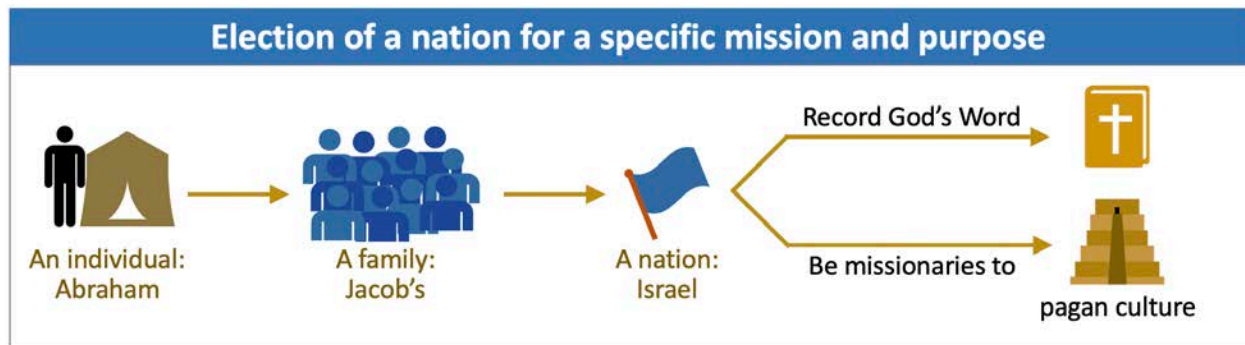 Election of a nation for a specific mission and purpose
An individual:
Abraham
A family:
Jacob’s
A nation:
Israel
Record God’s Word
Be missionaries to
pagan culture